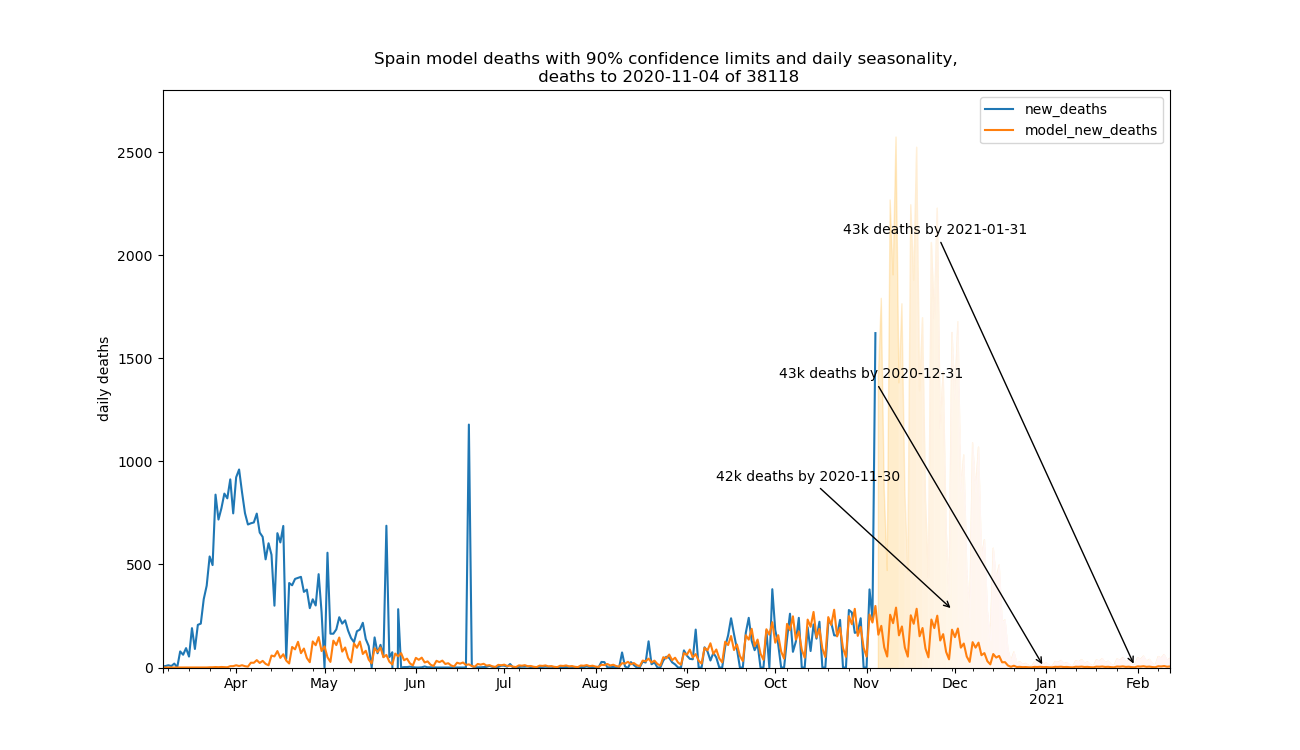 Spain model deaths with 90% confidence limits and daily seasonality,
deaths to 2020-11-04 of 38118
new_deaths
model_new_deaths
2500
2000
1500
1000
500
0
daily deaths
43k deaths by 2021-01-31
43k deaths by 2020-12-31
42k deaths by 2020-11-30
Apr May Jun Jul Aug Sep Oct Nov Dec Jan Feb
2021